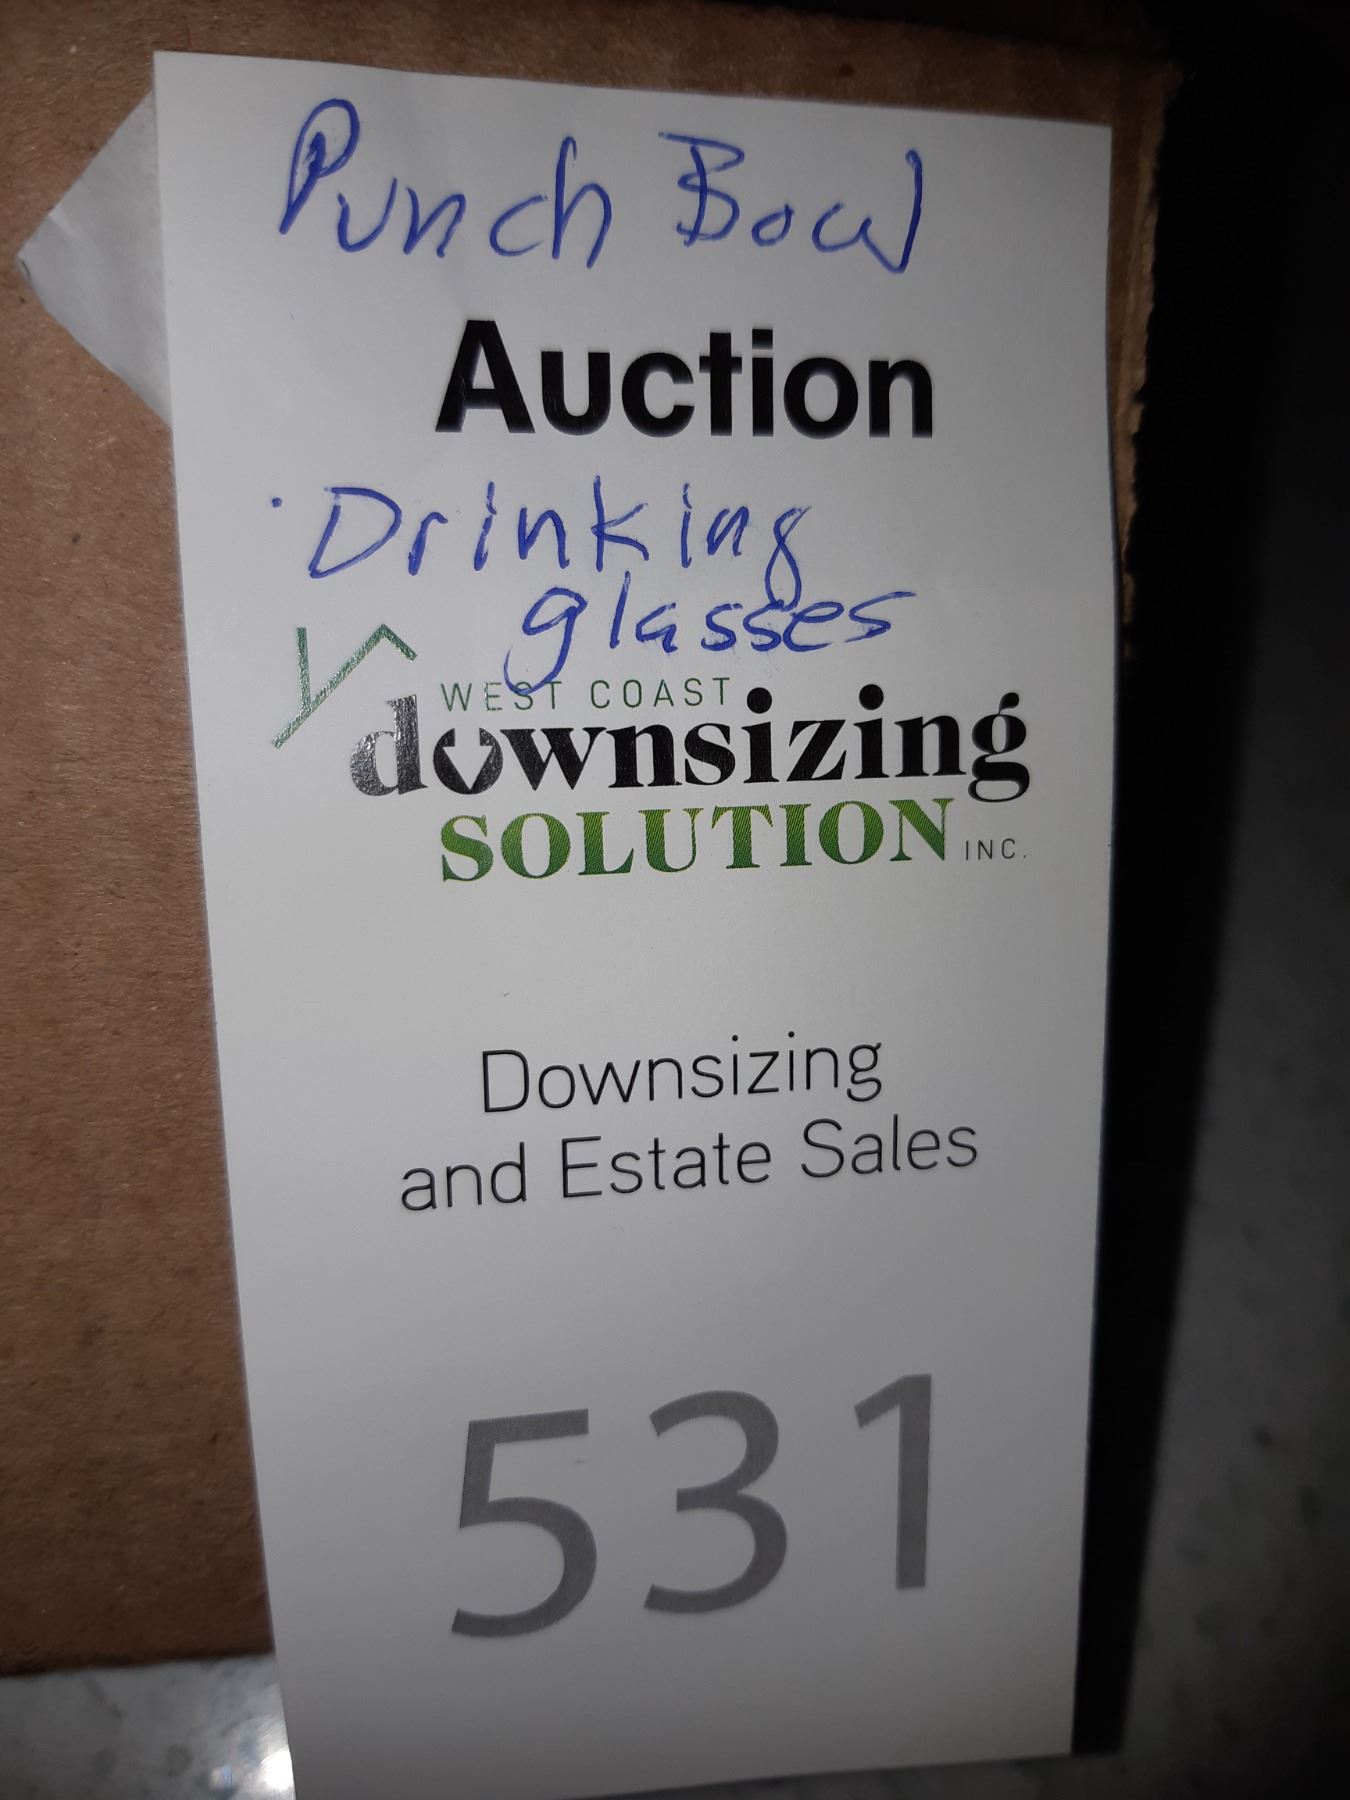 Punch Bowl
Auction
Drinking
glasses
WEST COAST
downsizing
SOLUTION INC.
Downsizing
and Estate Sales
531